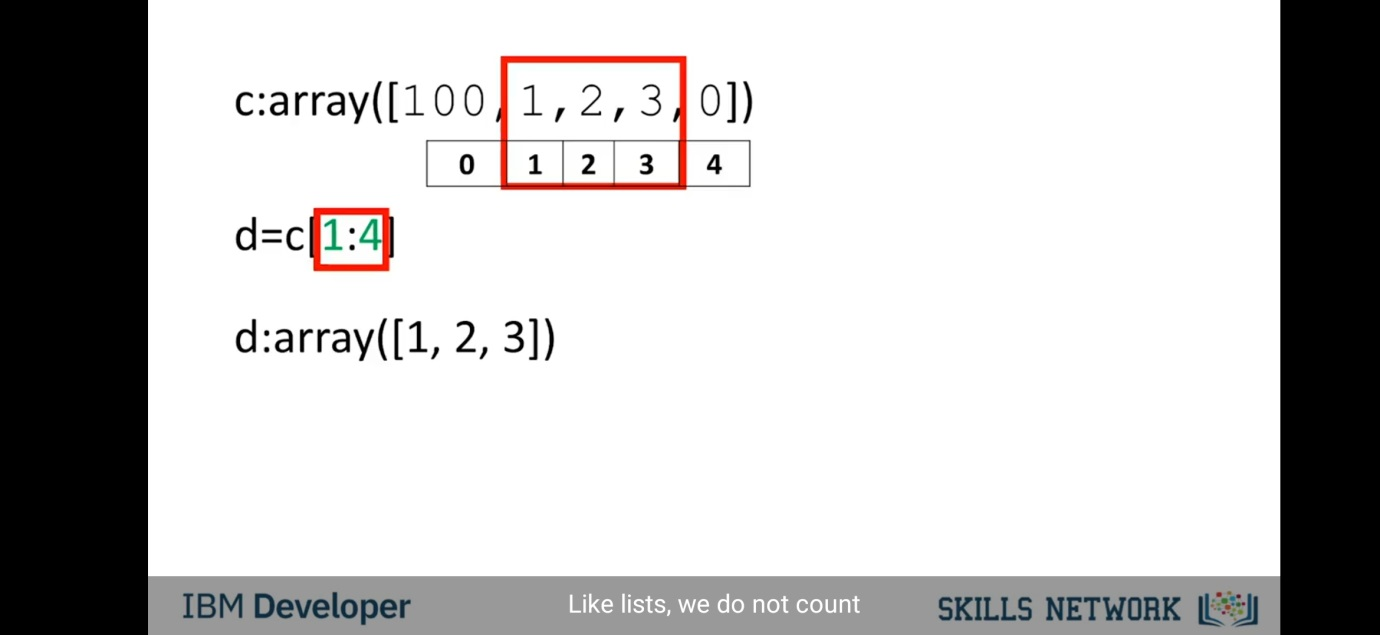 c:array([100,1,2,3,0])
0 1 2 3 4
d=c[1:4]
d:array([1, 2, 3])
IBM Developer
Like lists, we do not count
SKILLS NETWORK